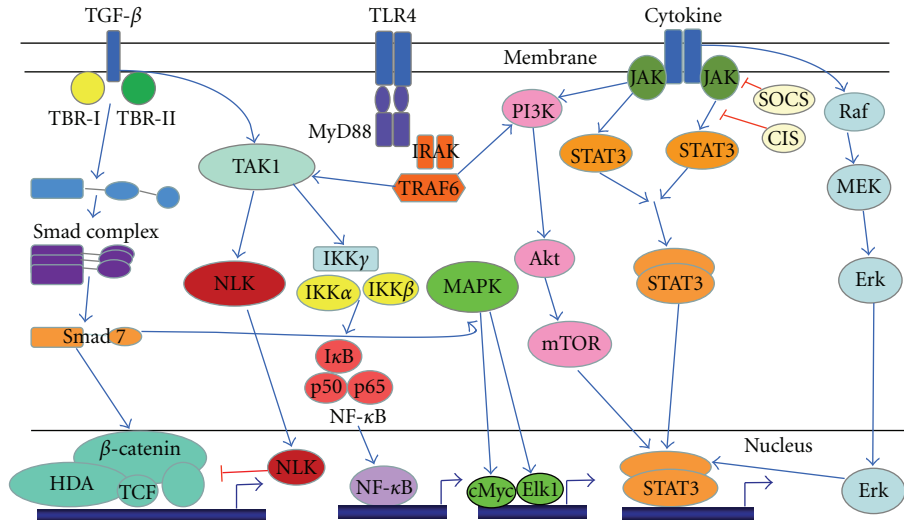 TGF-β
TLR4
Cytokine
Membrane
TBR-I
TBR-II
MyD88
JAK
JAK
SOCS
CIS
PI3K
Raf
IRAK
TAK1
TRAF6
STAT3
STAT3
MEK
Smad complex
IKKγ
IKKα
IKKβ
NLK
MAPK
Akt
STAT3
Erk
Smad 7
IκB
p50
p65
NF-κB
mTOR
β-catenin
HDA
TCF
NLK
Nucleus
NF-κB
cMyc
Elk1
STAT3
Erk